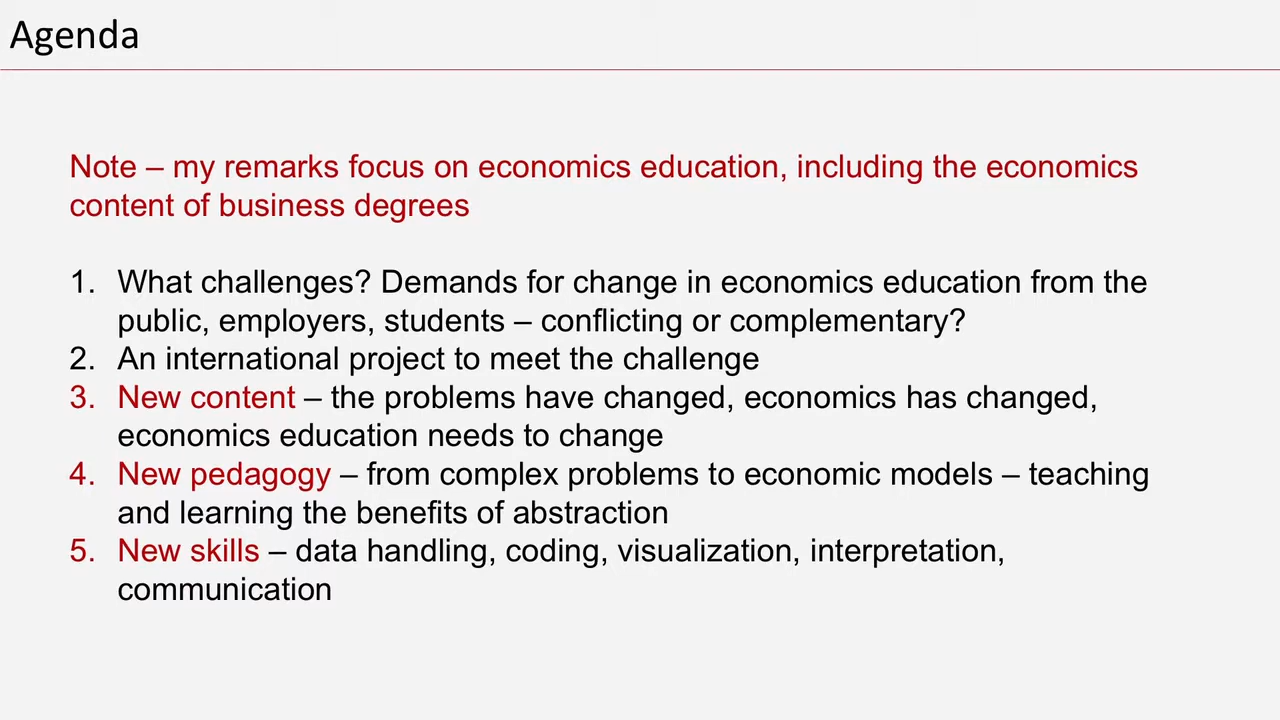 Agenda
Note – my remarks focus on economics education, including the economics
content of business degrees
1. What challenges? Demands for change in economics education from the
public, employers, students – conflicting or complementary?
2. An international project to meet the challenge
3. New content – the problems have changed, economics has changed,
economics education needs to change
4. New pedagogy – from complex problems to economic models – teaching
and learning the benefits of abstraction
5. New skills – data handling, coding, visualization, interpretation,
communication